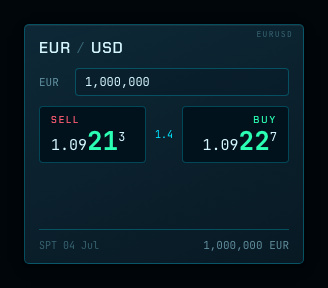 EURUSD
EUR / USD
EUR 1,000,000
SELL BUY
1.09213 1.4 1.09227
SPT 04 Jul 1,000,000 EUR